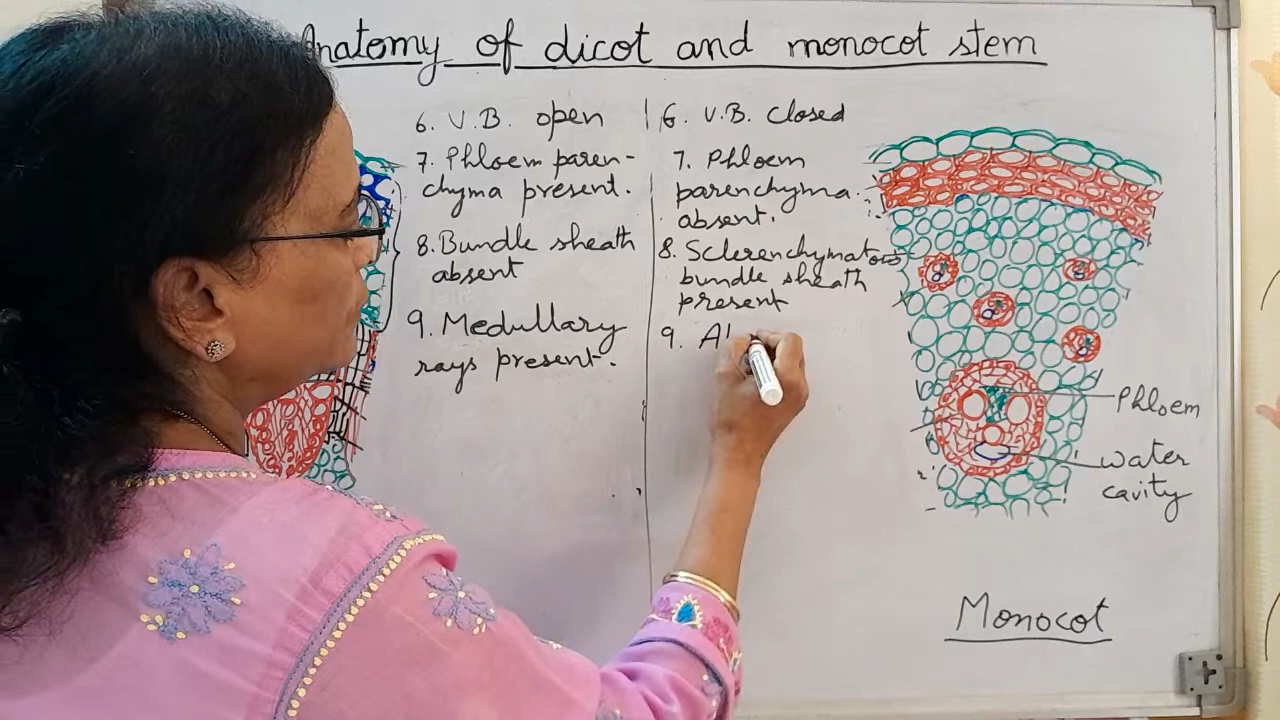 Anatomy of dicot and monocot stem
6. V.B. open
7. Phloem paren-
chyma present.
8. Bundle sheath
absent
9. Medullary
rays present.
6. V.B. closed
7. Phloem
parenchyma
absent.
8. Sclerenchymatous
bundle sheath
present
9.
Phloem
water
cavity
Monocot